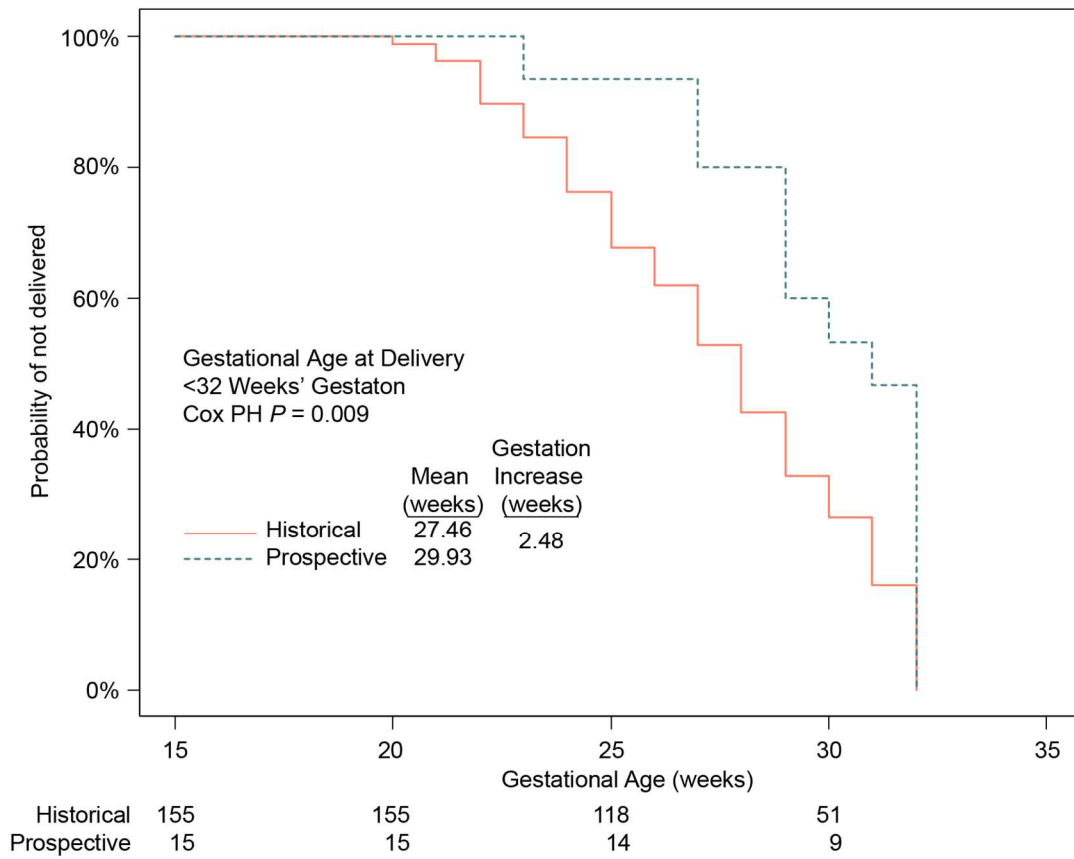 100%
80%
60%
40%
20%
0%
Probability of not delivered
Gestational Age at Delivery
<32 Weeks’ Gestaton
Cox PH P = 0.009
Mean (weeks)
Gestation Increase (weeks)
Historical 27.46
Prospective 29.93
2.48
15 20 25 30 35
Gestational Age (weeks)
Historical 155 155 118 51
Prospective 15 15 14 9